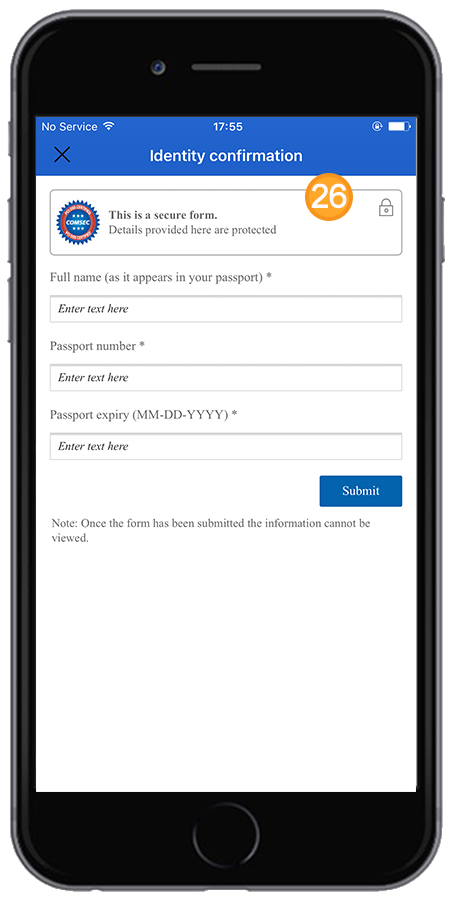 No Service 17:55
Identity confirmation
26
This is a secure form.
COMSEC
Details provided here are protected
Full name (as it appears in your passport) *
Enter text here
Passport number *
Enter text here
Passport expiry (MM-DD-YYYY) *
Enter text here
Submit
Note: Once the form has been submitted the information cannot be
viewed.